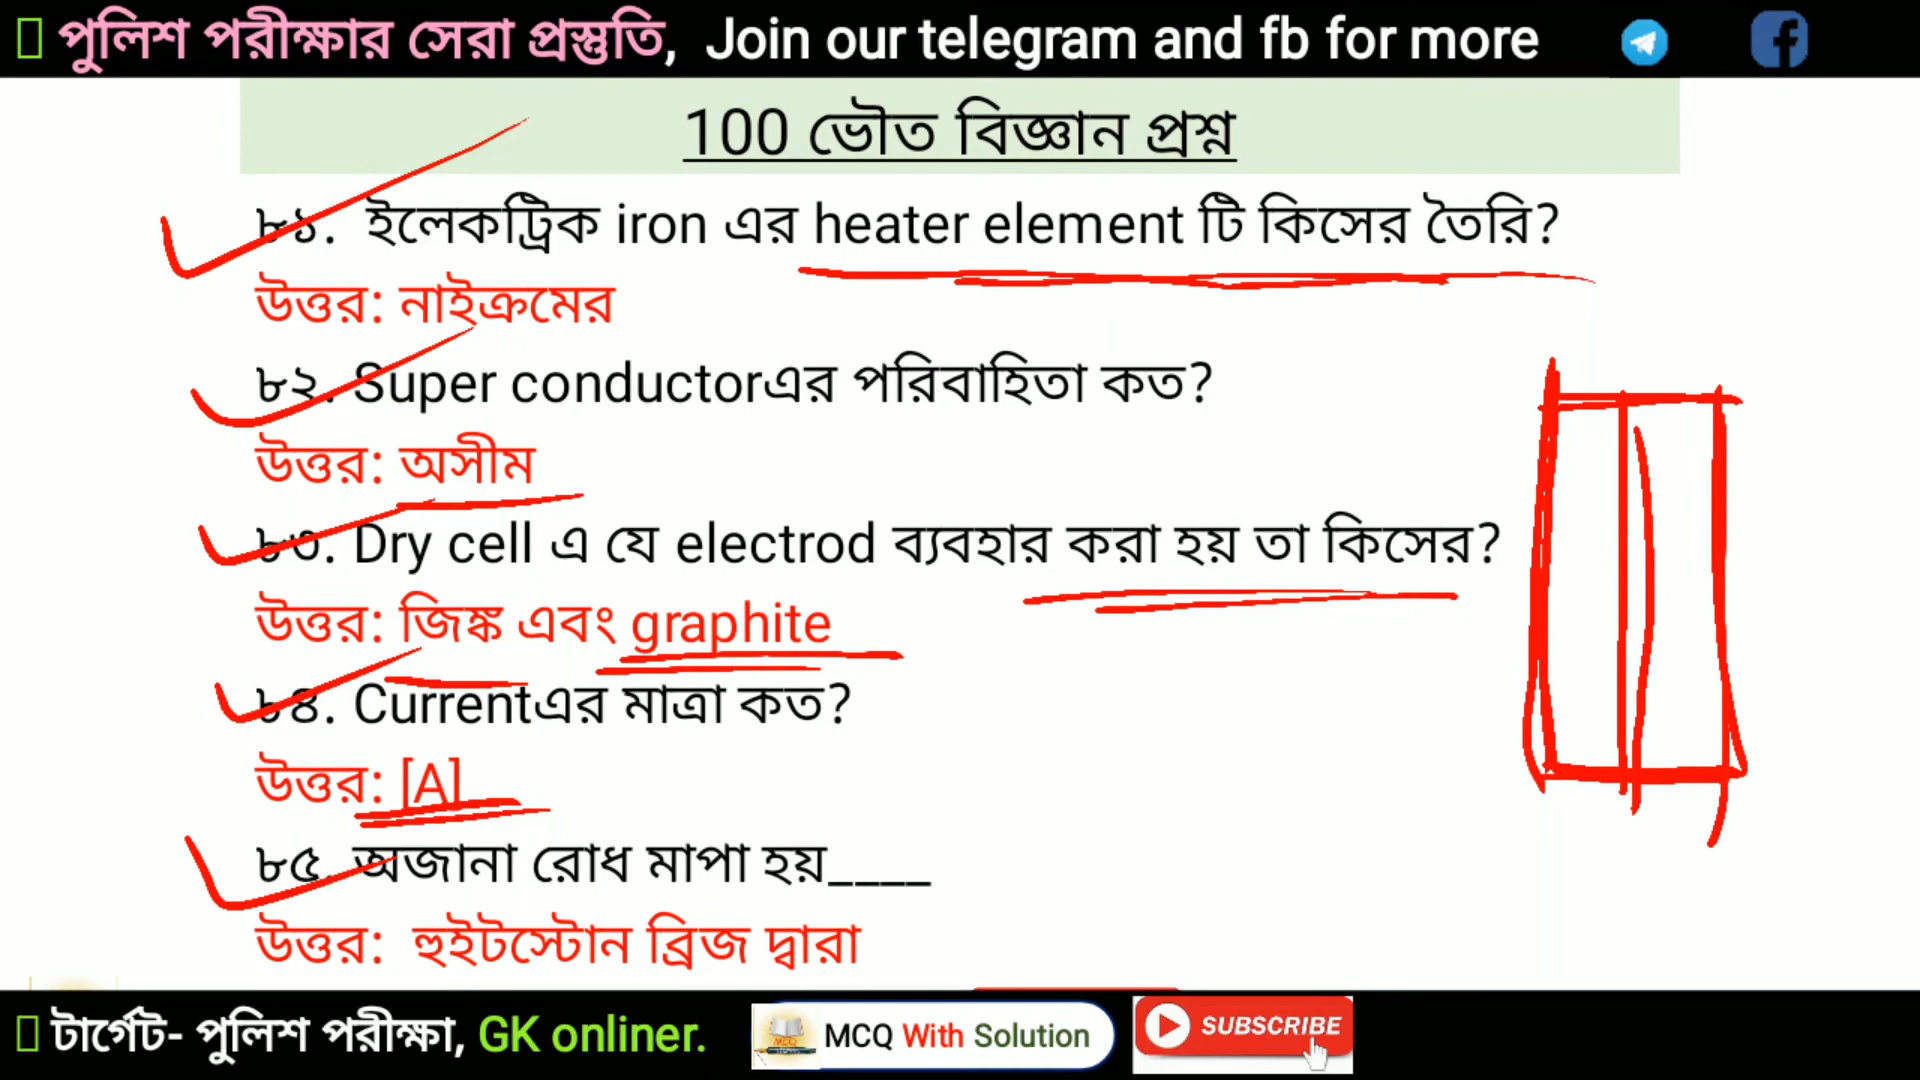 পুলিশ পরীক্ষার সেরা প্রস্তুতি, Join our telegram and fb for more
100 ভৌত বিজ্ঞান প্রশ্ন
৮১. ইলেকট্রিক iron এর heater element টি কিসের তৈরি?
উত্তর: নাইক্রমের
৮২. Super conductorএর পরিবাহিতা কত?
উত্তর: অসীম
৮৩. Dry cell এ যে electrod ব্যবহার করা হয় তা কিসের?
উত্তর: জিঙ্ক এবং graphite
৮৪. Currentএর মাত্রা কত?
উত্তর: [A]
৮৫. অজানা রোধ মাপা হয়____
উত্তর: হুইটস্টোন ব্রিজ দ্বারা
টার্গেট- পুলিশ পরীক্ষা, GK onliner. MCQ With Solution SUBSCRIBE